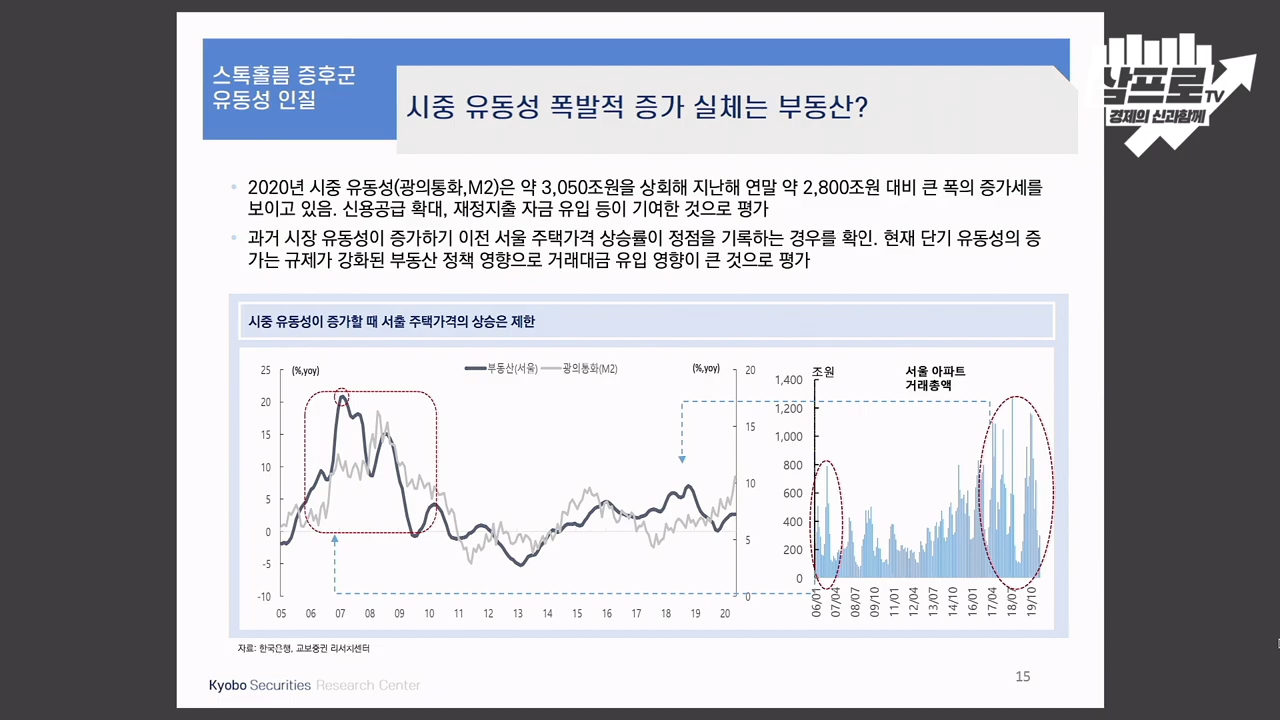 스톡홀름 증후군
유동성 인질
시중 유동성 폭발적 증가 실체는 부동산?
삼프로TV
경제의 신과함께
• 2020년 시중 유동성(광의통화,M2)은 약 3,050조원을 상회해 지난해 연말 약 2,800조원 대비 큰 폭의 증가세를
보이고 있음. 신용공급 확대, 재정지출 자금 유입 등이 기여한 것으로 평가
• 과거 시장 유동성이 증가하기 이전 서울 주택가격 상승률이 정점을 기록하는 경우를 확인. 현재 단기 유동성의 증
가는 규제가 강화된 부동산 정책 영향으로 거래대금 유입 영향이 큰 것으로 평가
시중 유동성이 증가할 때 서출 주택가격의 상승은 제한
(%,yoy)
부동산(서울)
광의통화(M2)
(%,yoy)
25
20
15
10
5
0
-5
-10
20
15
10
5
0
05 06 07 08 09 10 11 12 13 14 15 16 17 18 19 20
조원
서울 아파트
거래총액
1,400
1,200
1,000
800
600
400
200
0
06/01 07/04 08/07 09/10 11/01 12/04 13/07 14/10 16/01 17/04 18/07 19/10
자료: 한국은행, 교보증권 리서치센터
Kyobo Securities Research Center
15